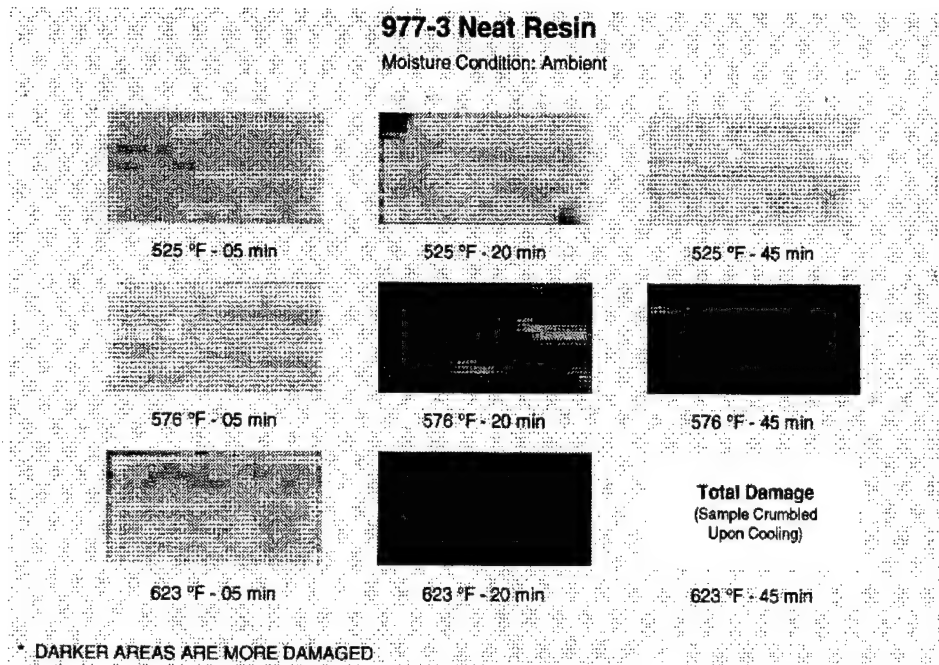 977-3 Neat Resin
Moisture Condition: Ambient
525 °F - 05 min
525 °F - 20 min
525 °F - 45 min
576 °F - 05 min
576 °F - 20 min
576 °F - 45 min
Total Damage
(Sample Crumbled
Upon Cooling)
623 °F - 05 min
623 °F - 20 min
623 °F - 45 min
* DARKER AREAS ARE MORE DAMAGED